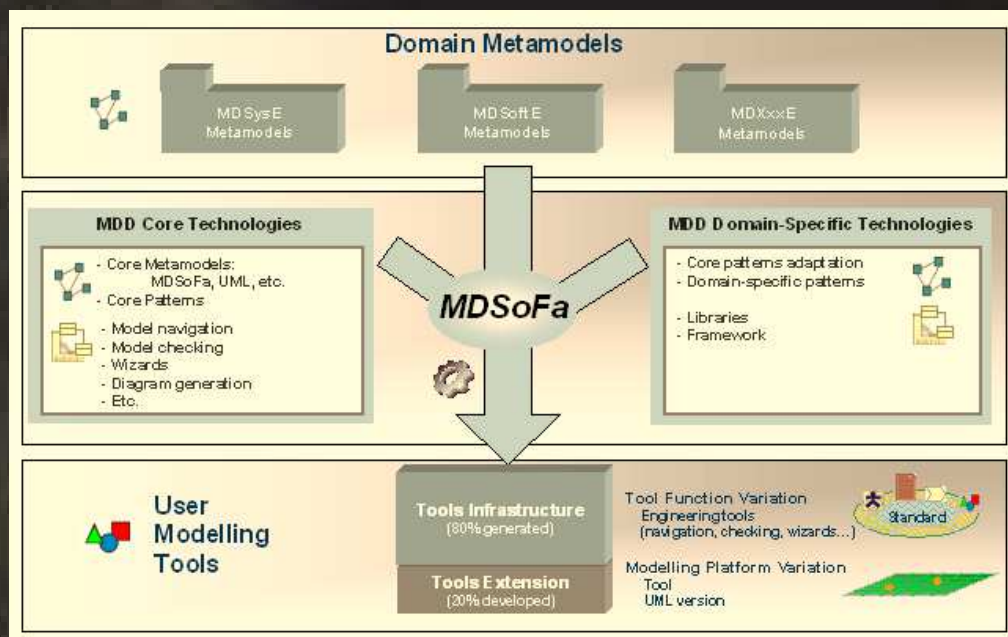 Domain Metamodels
MDSysE
Metamodels
MDSoftE
Metamodels
MDXxxE
Metamodels
MDD Core Technologies
- Core Metamodels:
MDSoFa, UML, etc.
- Core Patterns
- Model navigation
- Model checking
- Wizards
- Diagram generation
- Etc.
MDSoFa
MDD Domain-Specific Technologies
- Core patterns adaptation
- Domain-specific patterns
- Libraries
- Framework
User
Modelling
Tools
Tools Infrastructure
(80% generated)
Tools Extension
(20% developed)
Tool Function Variation
Engineering tools
(navigation, checking, wizards...)
Standard
Modelling Platform Variation
Tool
UML version